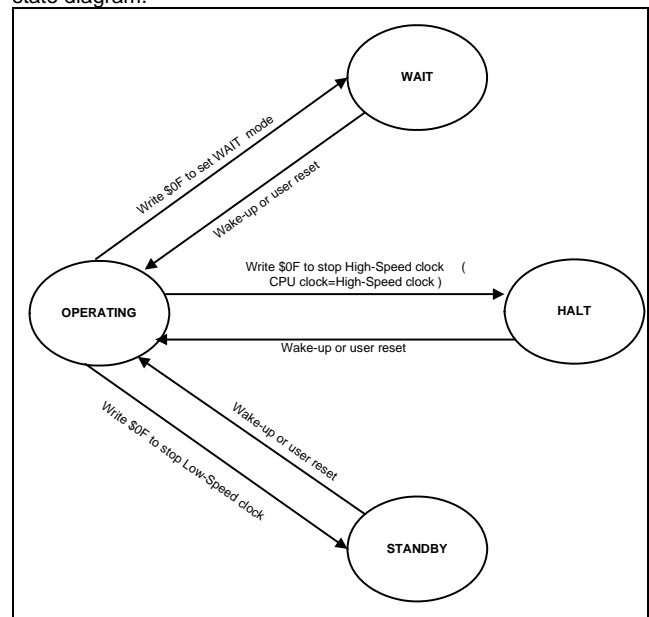 state diagram:
WAIT
Write $0F to set WAIT mode
Wake-up or user reset
Write $0F to stop High-Speed clock (
CPU clock=High-Speed clock )
OPERATING
HALT
Wake-up or user reset
Wake-up or user reset
Write $0F to stop Low-Speed clock
STANDBY